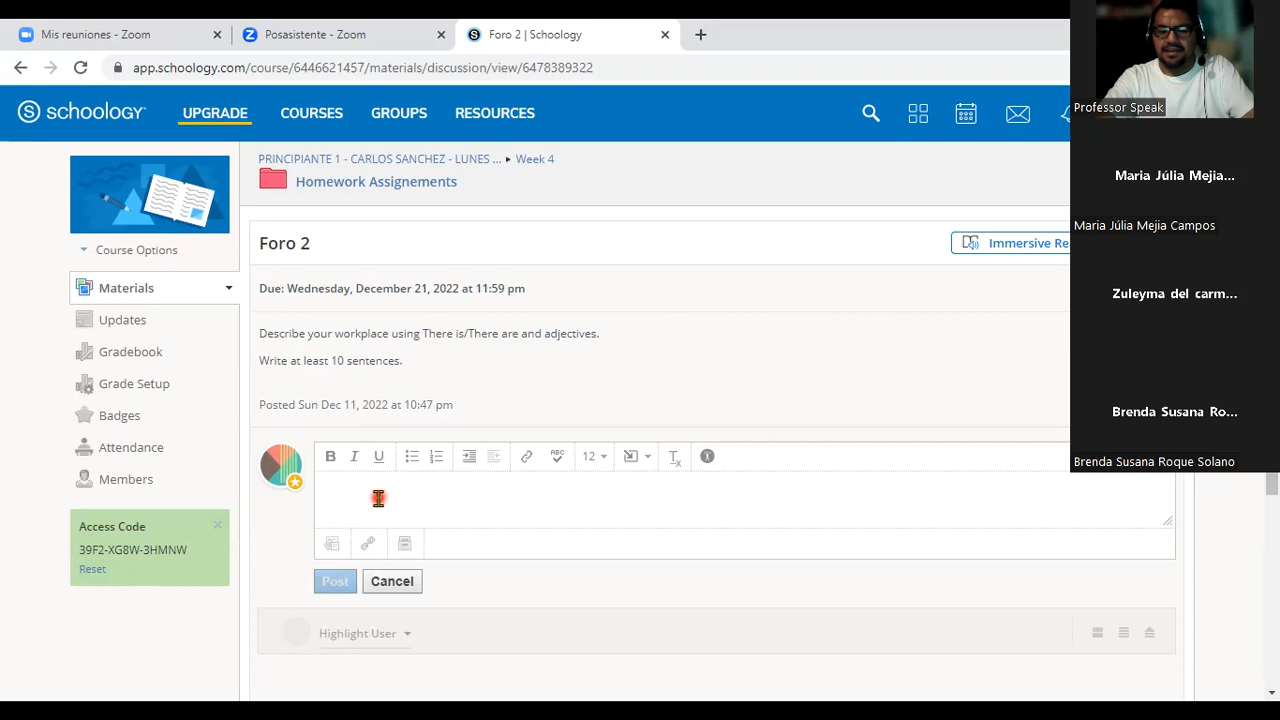 Mis reuniones - Zoom
Posasistente - Zoom
Foro 2 | Schoology
app.schoology.com/course/6446621457/materials/discussion/view/6478389322
S schoology
UPGRADE
COURSES
GROUPS
RESOURCES
Professor Speak
Maria Júlia Mejia...
Maria Júlia Mejia Campos
Zuleyma del carm...
Brenda Susana Ro...
Brenda Susana Roque Solano
PRINCIPIANTE 1 - CARLOS SANCHEZ - LUNES ... ▸ Week 4
Homework Assignements
Course Options
Materials
Updates
Gradebook
Grade Setup
Badges
Attendance
Members
Access Code
39F2-XG8W-3HMNW
Reset
Foro 2
Immersive Re
Due: Wednesday, December 21, 2022 at 11:59 pm
Describe your workplace using There is/There are and adjectives.
Write at least 10 sentences.
Posted Sun Dec 11, 2022 at 10:47 pm
B I U ABC 12 Tx
Post
Cancel
Highlight User